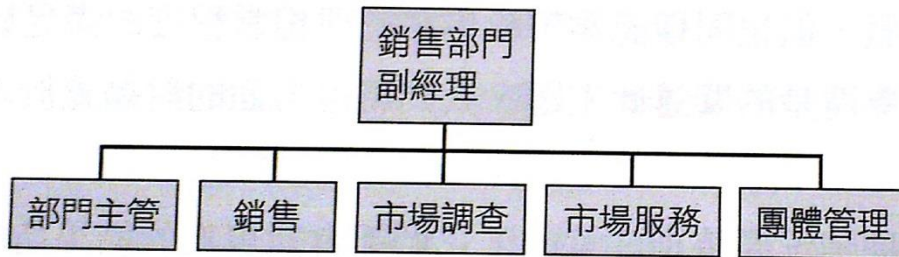 銷售部門
副經理
部門主管
銷售
市場調查
市場服務
團體管理